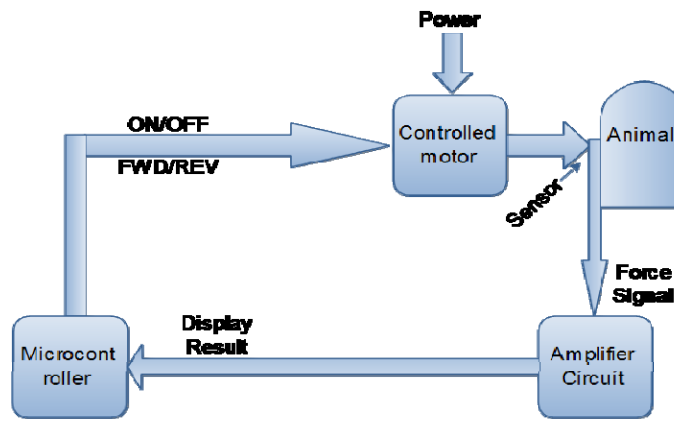 Power
ON/OFF
FWD/REV
Controlled
motor
Animal
Sensor
Force
Signal
Display
Result
Microcont
roller
Amplifier
Circuit